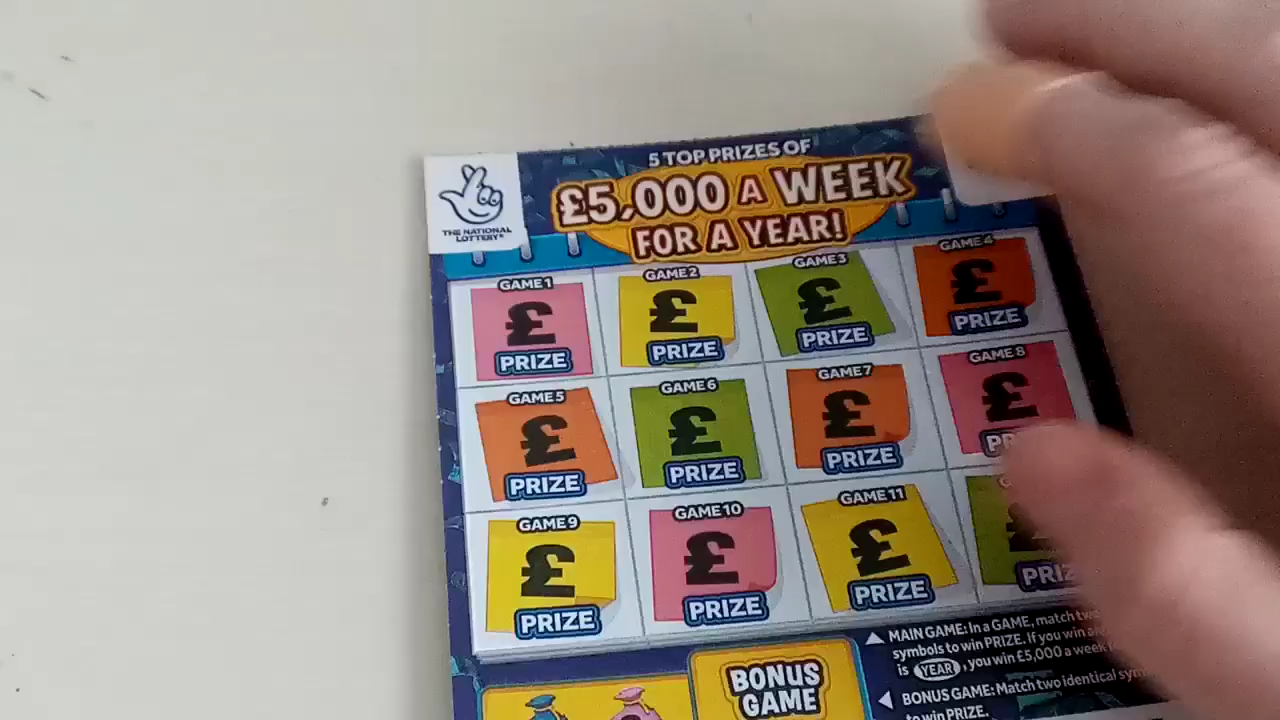 5 TOP PRIZES OF
£5,000 A WEEK
FOR A YEAR!
THE NATIONAL
LOTTERY®
GAME 1
£
PRIZE
GAME 2
£
PRIZE
GAME 3
£
PRIZE
GAME 4
£
PRIZE
GAME 5
£
PRIZE
GAME 6
£
PRIZE
GAME 7
£
PRIZE
GAME 8
£
GAME 9
£
PRIZE
GAME 10
£
PRIZE
GAME 11
£
PRIZE
£
BONUS
GAME
MAIN GAME: In a GAME, match two
symbols to win PRIZE. If you win
is YEAR, you win £5,000 a week
BONUS GAME: Match two identical
to win PRIZE.